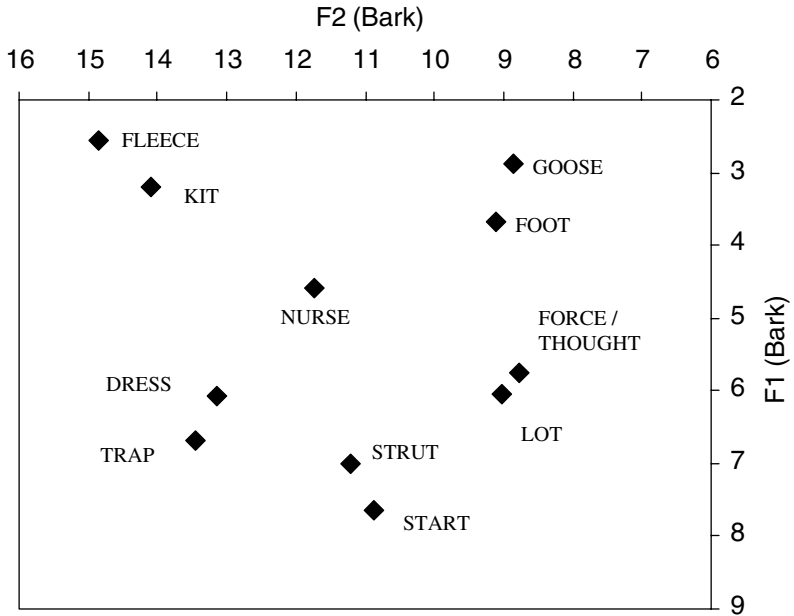 F2 (Bark)
16 15 14 13 12 11 10 9 8 7 6
2
FLEECE
GOOSE
3
KIT
FOOT
4
NURSE
5
FORCE /
THOUGHT
F1 (Bark)
DRESS
6
LOT
TRAP
STRUT
7
START
8
9